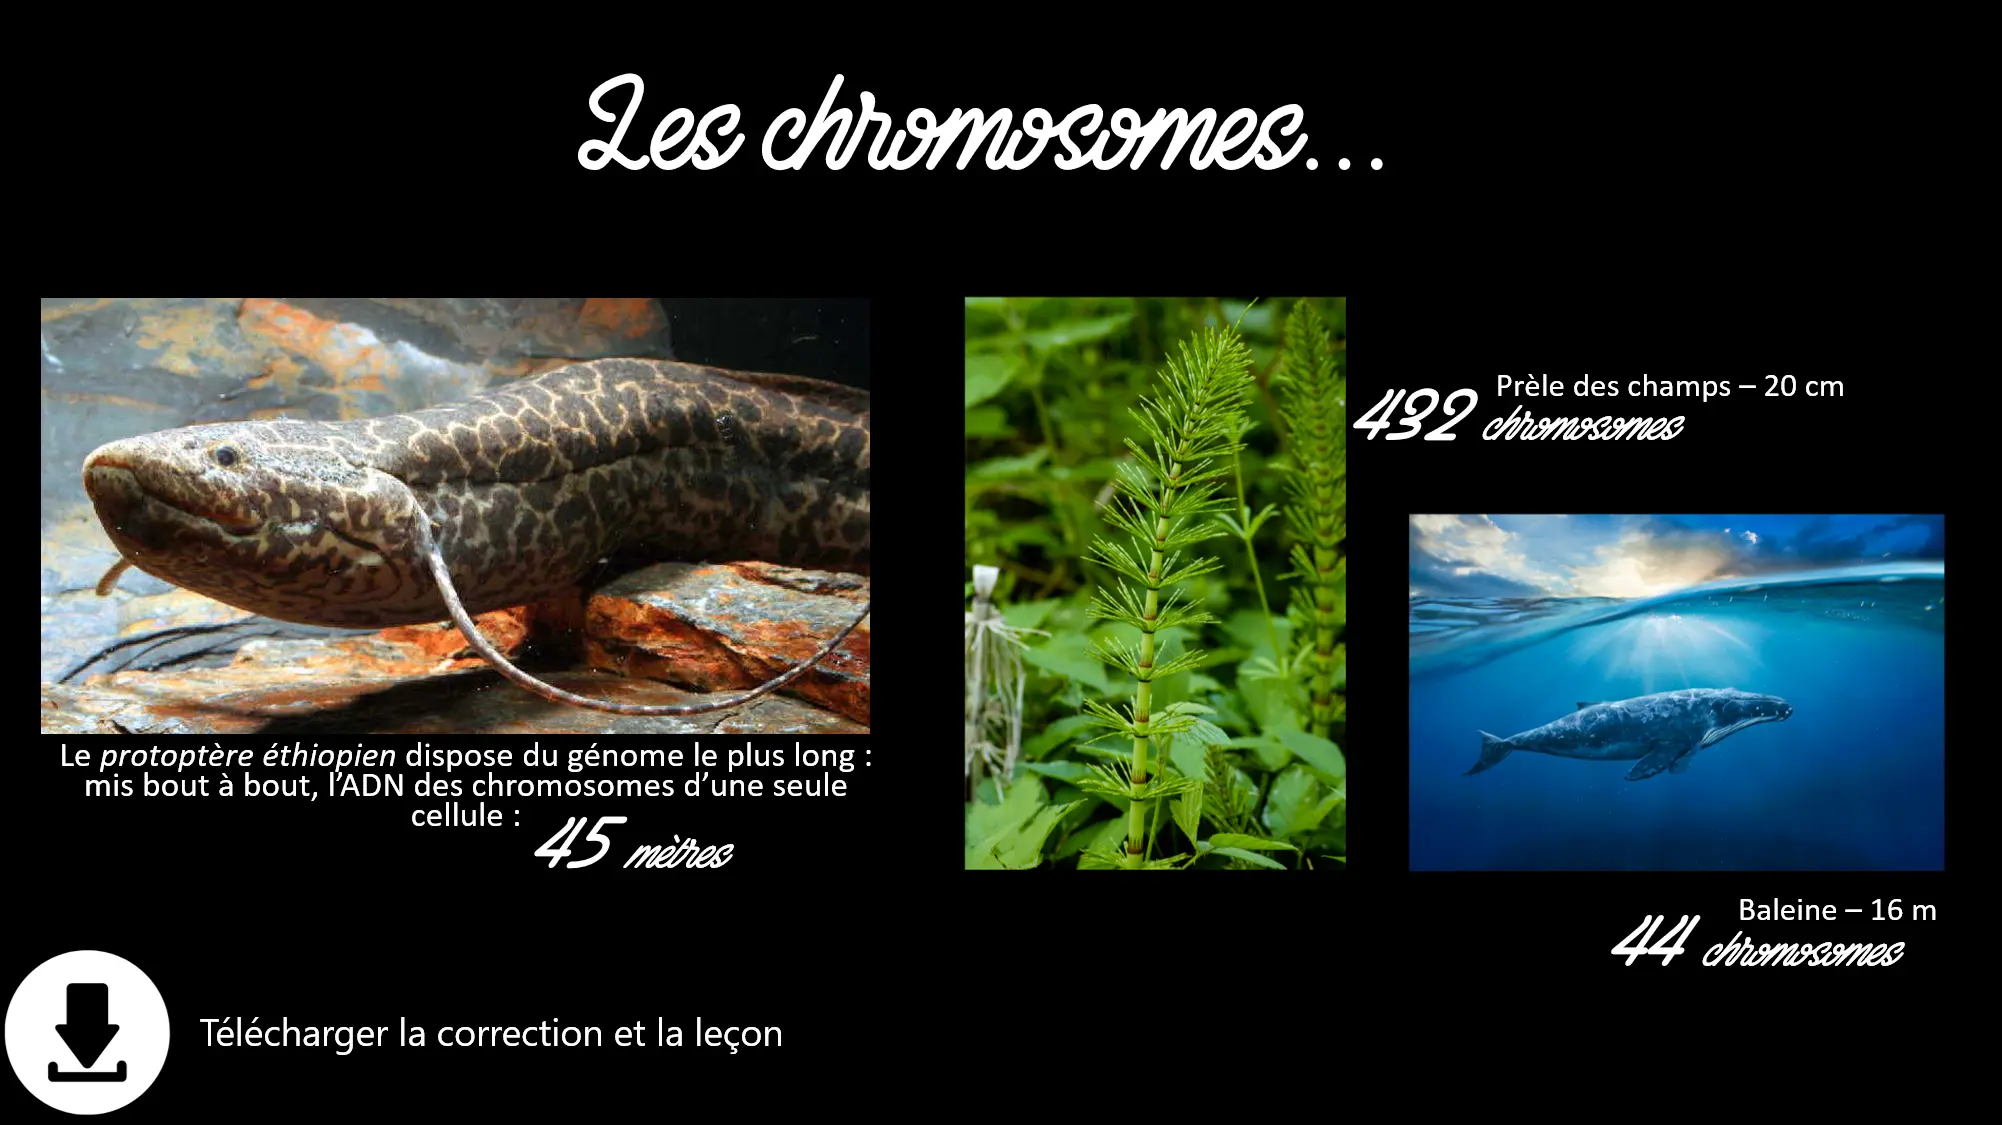 Les chromosomes...
Le protoptère éthiopien dispose du génome le plus long :
mis bout à bout, l’ADN des chromosomes d’une seule
cellule :
45 mètres
Prèle des champs – 20 cm
432 chromosomes
Baleine – 16 m
44 chromosomes
Télécharger la correction et la leçon